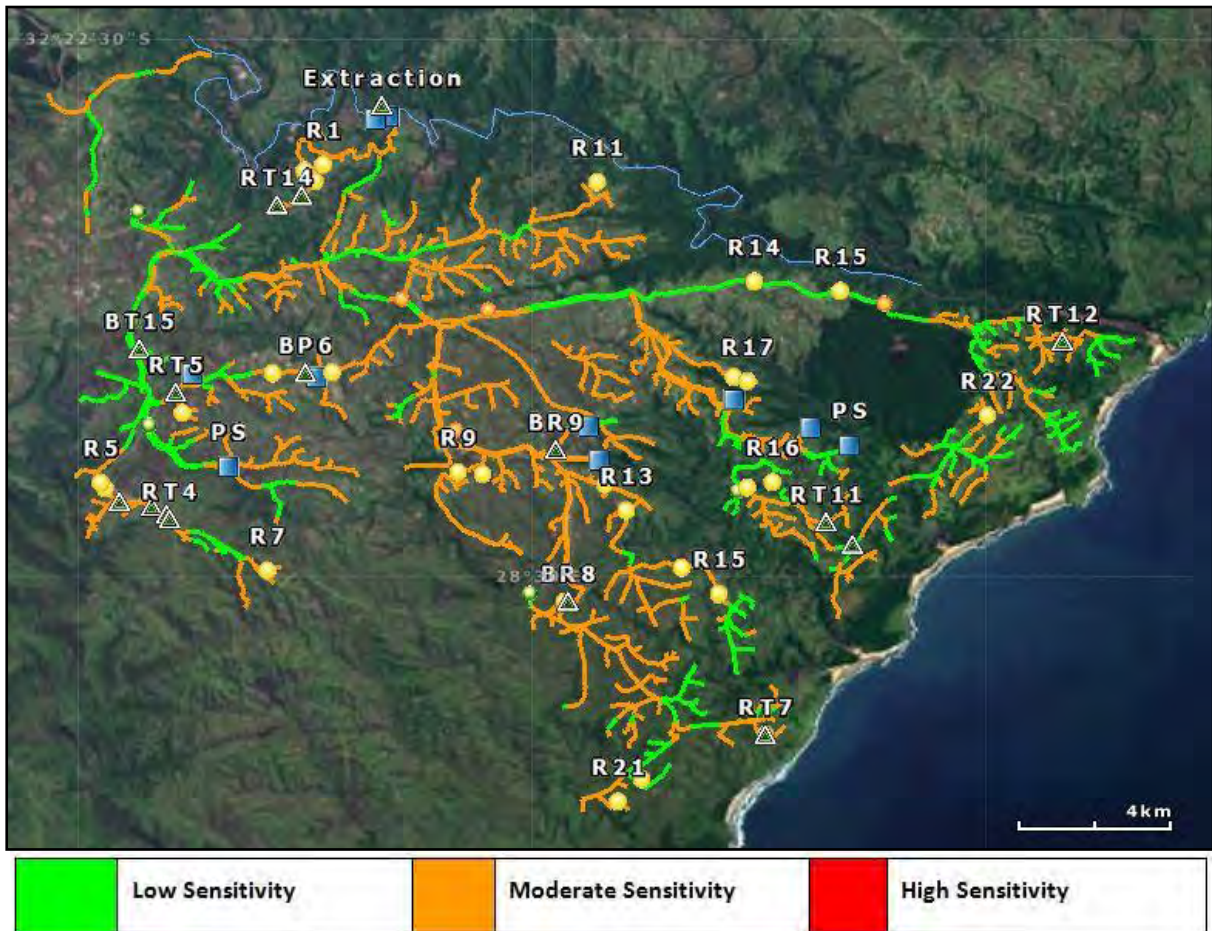 32°22'30"S
Extraction
R1
R11
RT14
R14
R15
BT15
RT12
BP6
RT5
R17
R22
BR9
PS
PS
R9
R5
R16
R13
RT4
RT11
R7
R15
BR8
RT7
R21
4km
Low Sensitivity
Moderate Sensitivity
High Sensitivity